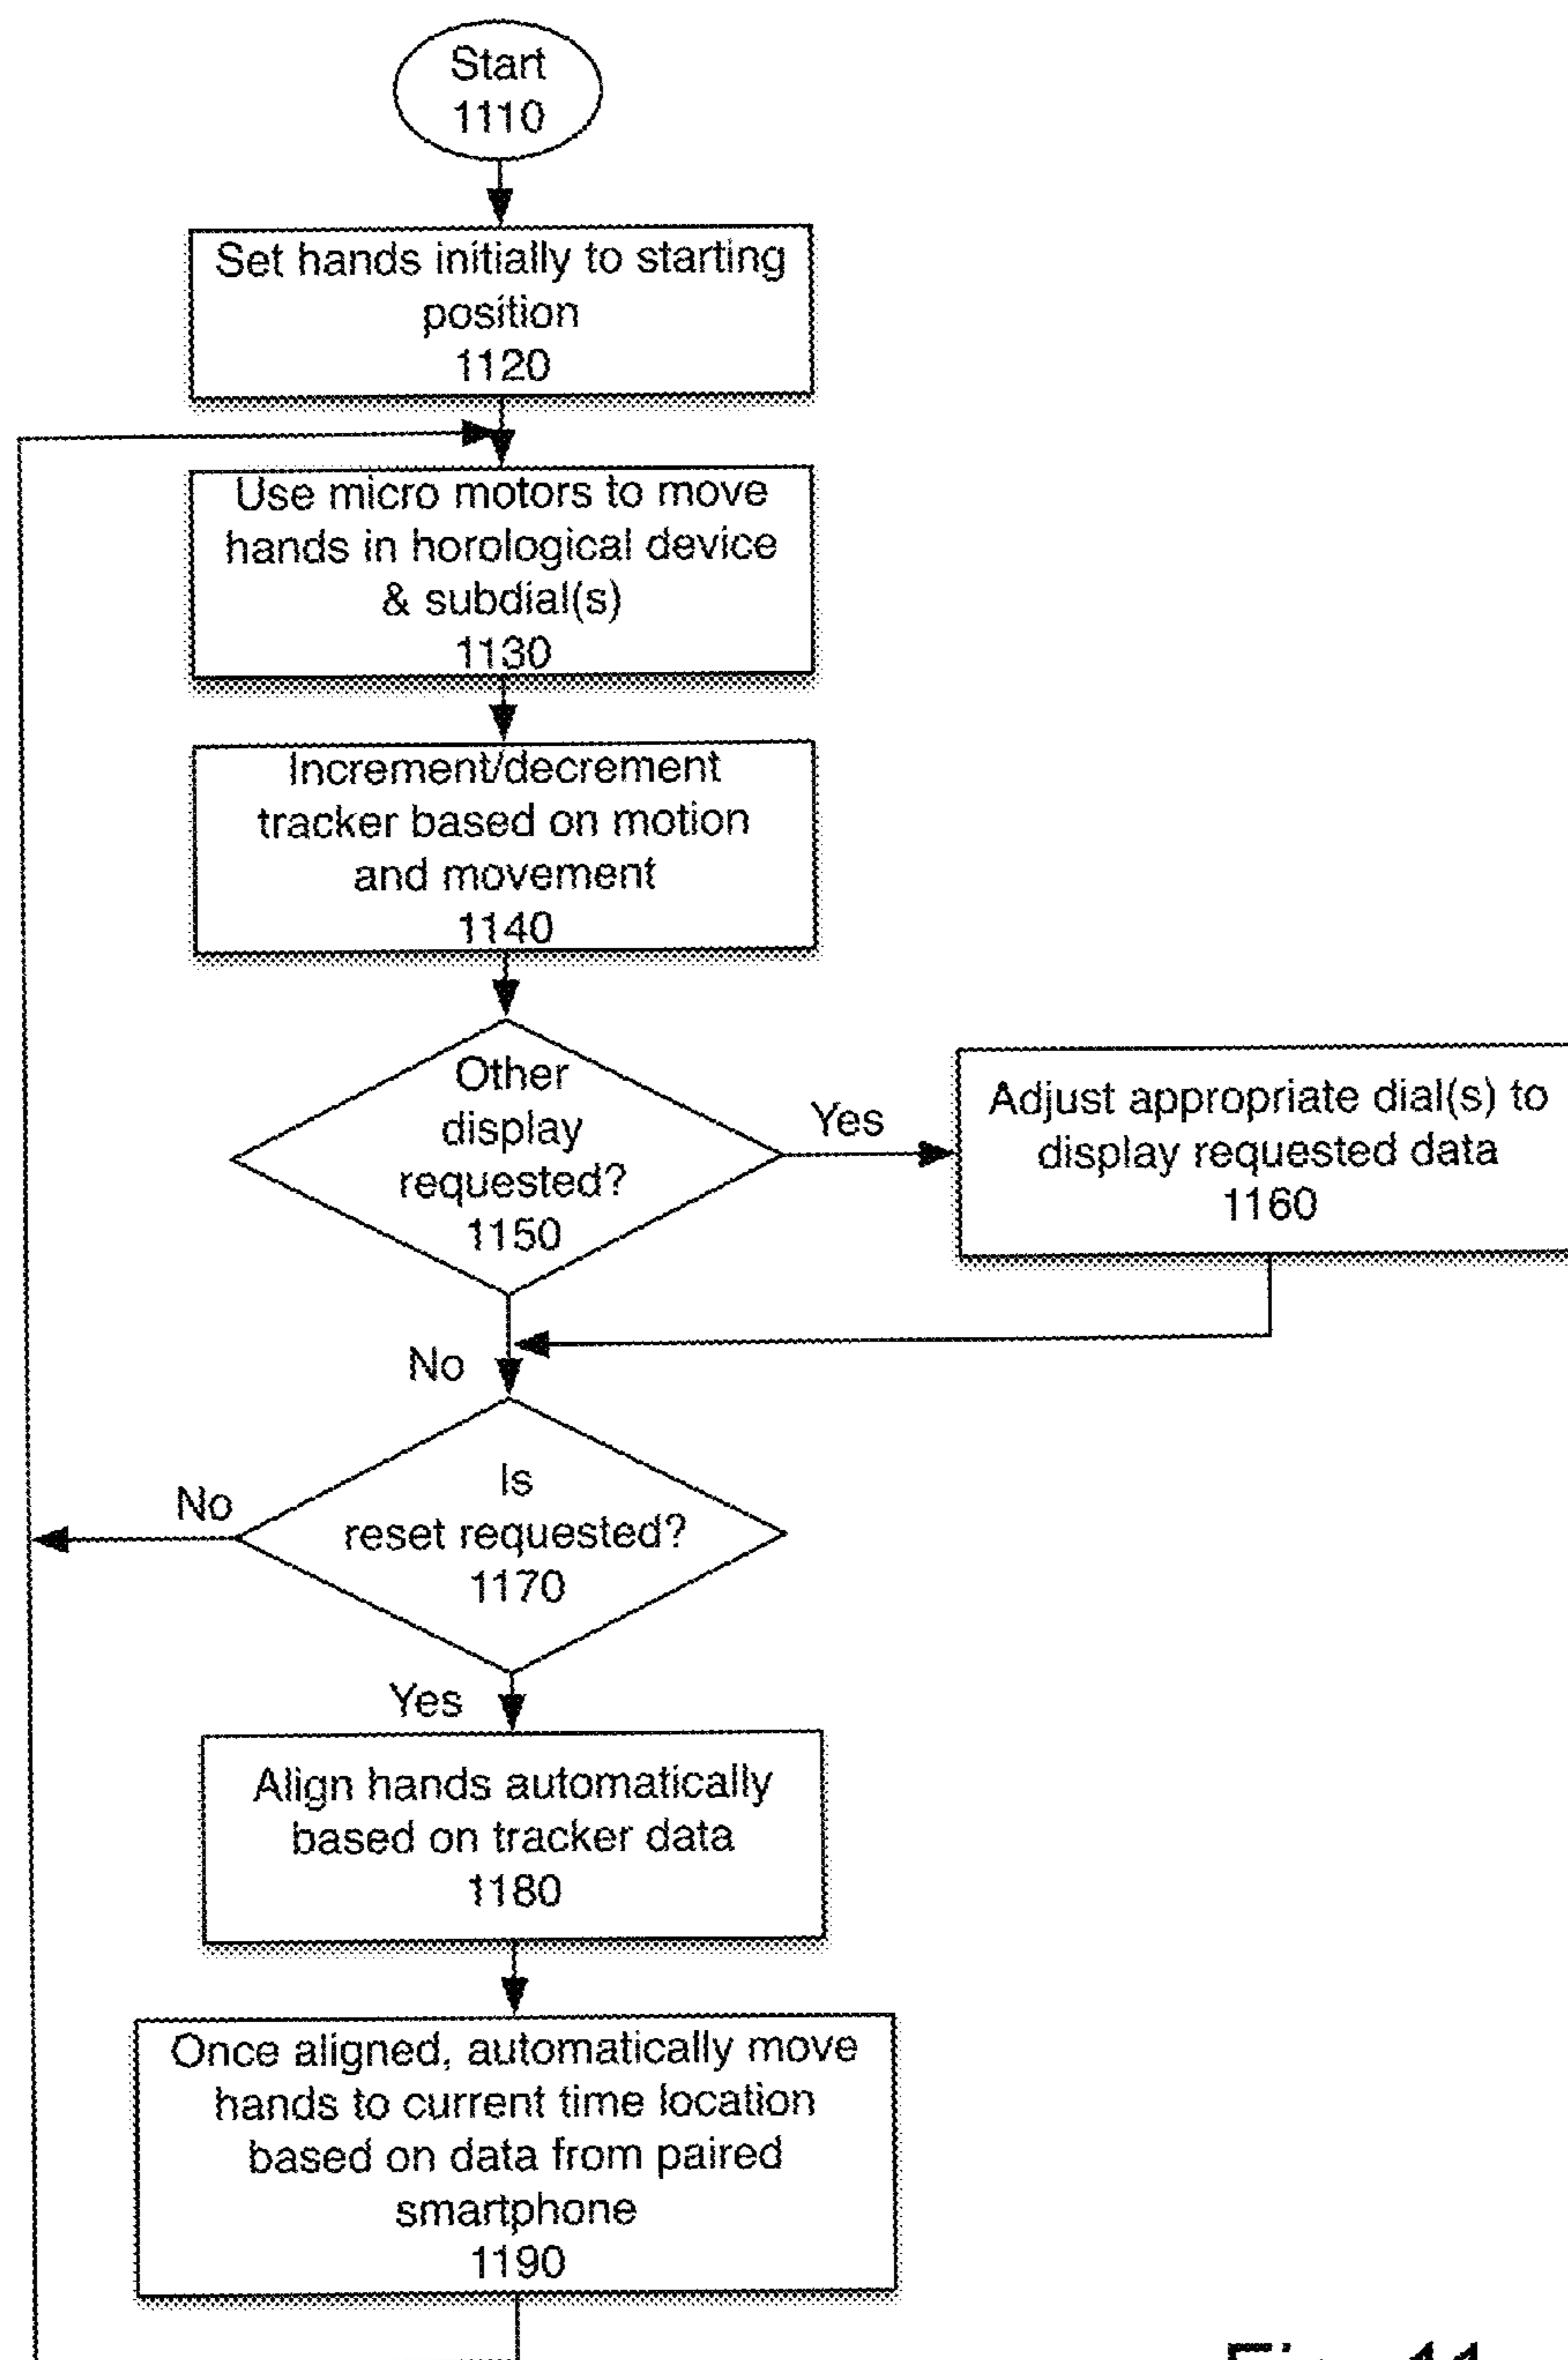 Start
1110
Set hands initially to starting
position
1120
Use micro motors to move
hands in horological device
& subdial(s)
1130
Increment/decrement
tracker based on motion
and movement
1140
Other
display
requested?
1150
Yes
Adjust appropriate dial(s) to
display requested data
1160
No
Is
reset requested?
1170
No
Yes
Align hands automatically
based on tracker data
1180
Once aligned, automatically move
hands to current time location
based on data from paired
smartphone
1190
Fig. 11